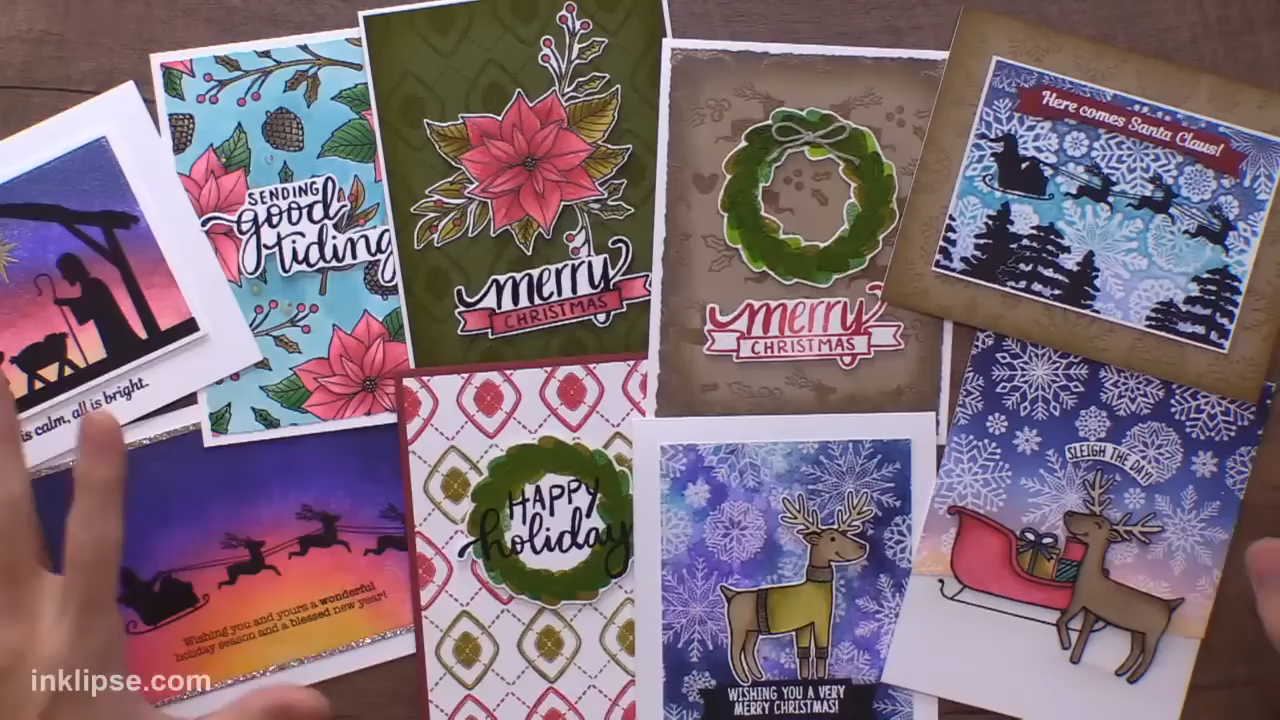 SENDING
good
tidings
merry
CHRISTMAS
merry
CHRISTMAS
Here comes Santa Claus!
is calm, all is bright.
Wishing you and yours a wonderful
holiday season and a blessed new year!
HAPPY
holiday
WISHING YOU A VERY
MERRY CHRISTMAS!
SLEIGH THE DAY!
inklipse.com